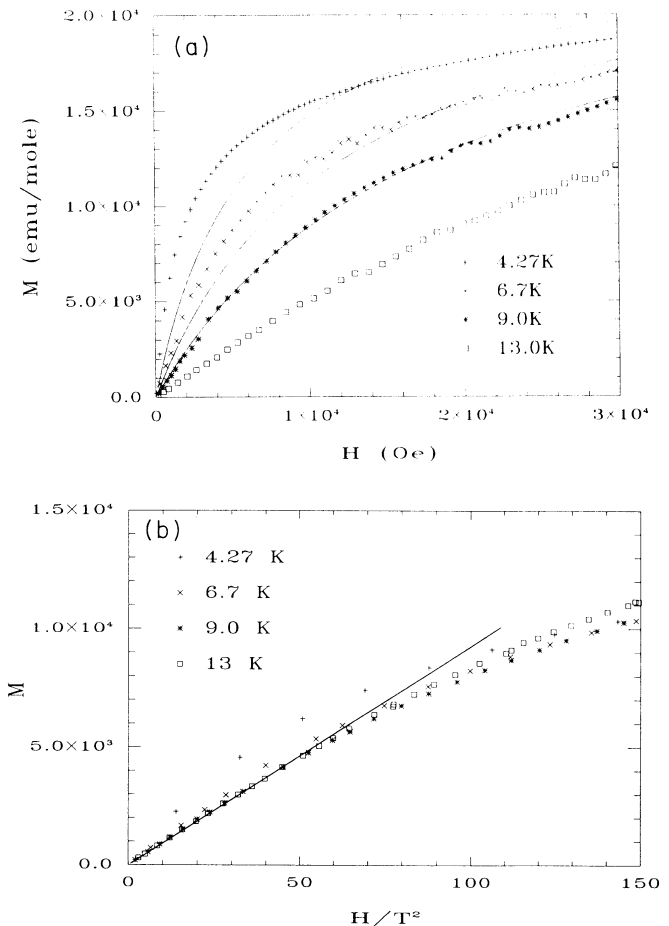 (a)
2.0×10⁴
1.5×10⁴
1.0×10⁴
5.0×10³
0.0
M (emu/mole)
4.27K
6.7K
9.0K
13.0K
0 1×10⁴ 2×10⁴ 3×10⁴
H (Oe)
(b)
1.5×10⁴
1.0×10⁴
5.0×10³
0.0
M
4.27 K
6.7 K
9.0 K
13 K
0 50 100 150
H/T²